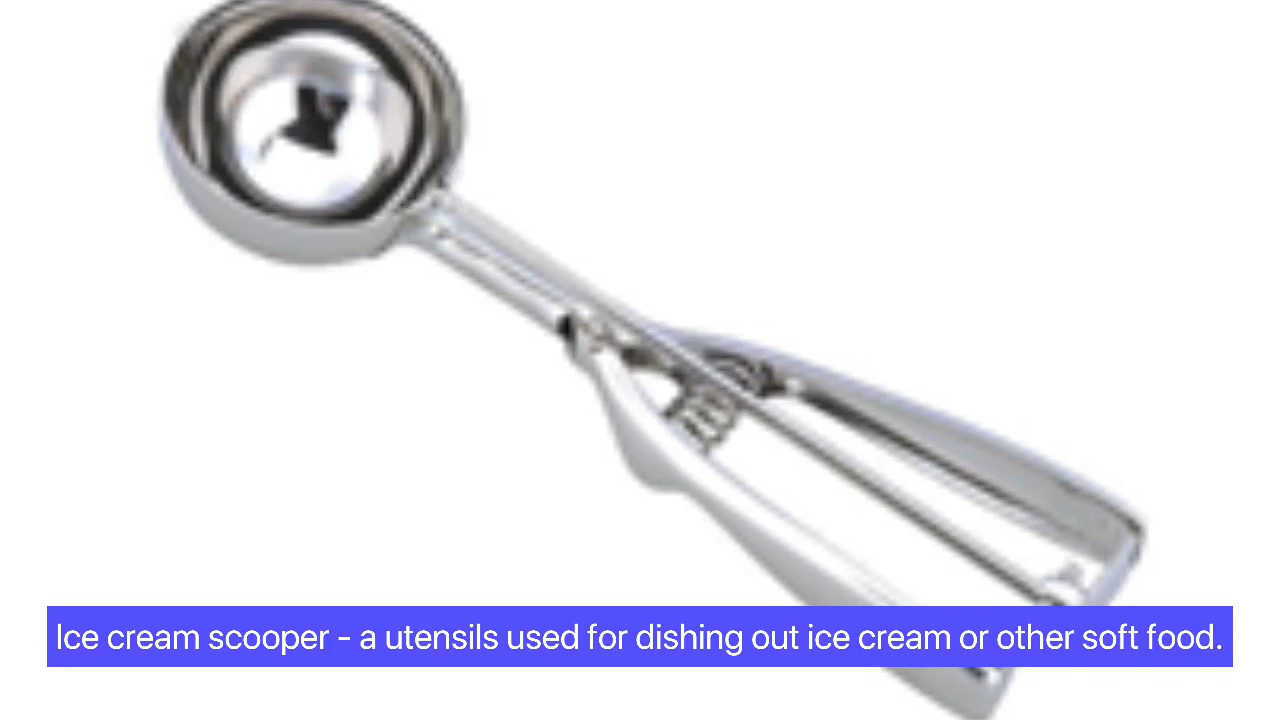 Ice cream scooper - a utensils used for dishing out ice cream or other soft food.